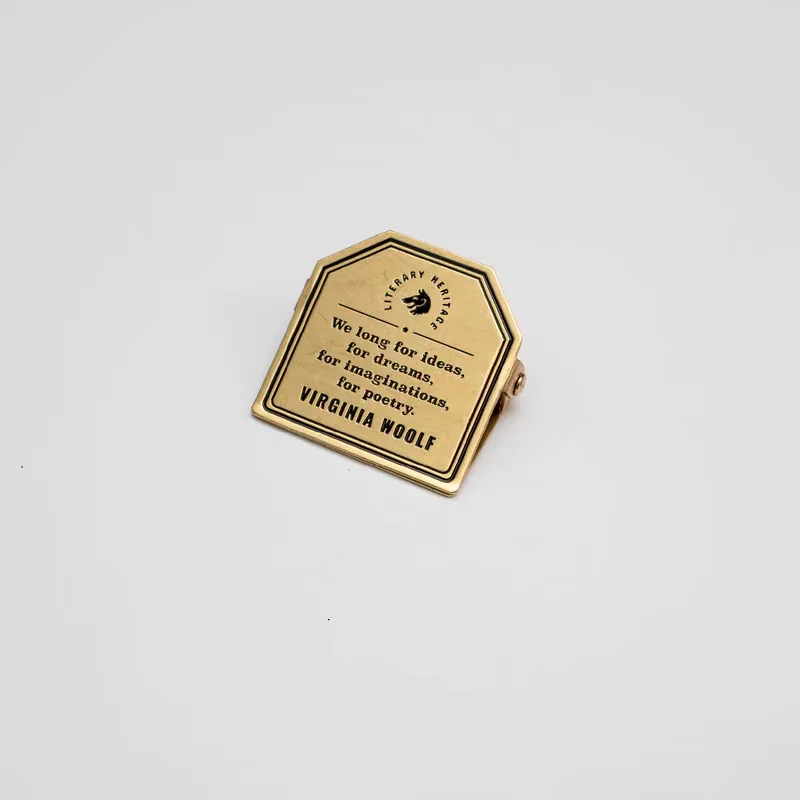 LITERARY HERITAGE
We long for ideas,
for dreams,
for imaginations,
for poetry.
VIRGINIA WOOLF